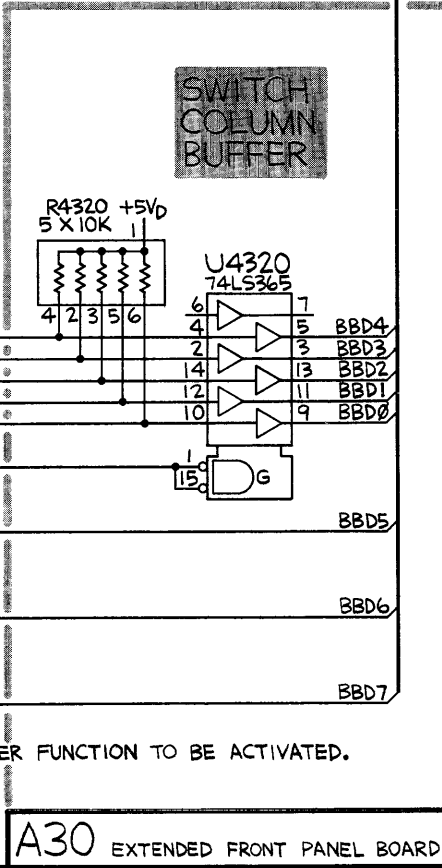 SWITCH
COLUMN
BUFFER
R4320 +5VD
5 X 10K 1
4 2 3 5 6
U4320
74LS365
6 7
4 5 BBD4
2 3 BBD3
14 13 BBD2
12 11 BBD1
10 9 BBDØ
1
15 G
BBD5
BBD6
BBD7
ER FUNCTION TO BE ACTIVATED.
A30 EXTENDED FRONT PANEL BOARD